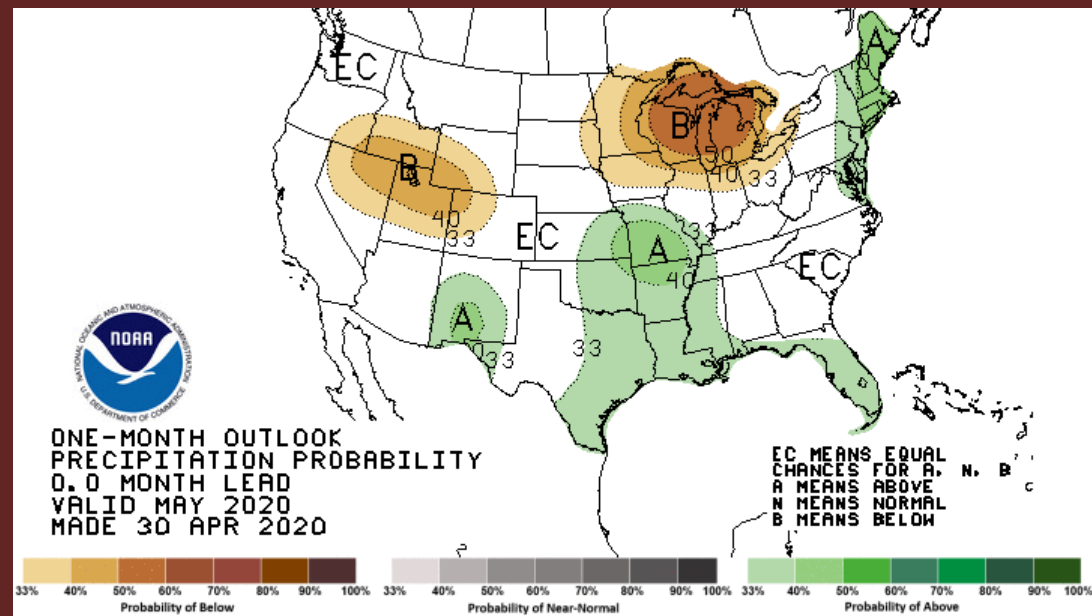 A
40
EC
B
50
40
33
B
40
33
EC
A
33
40
EC
A
33
33
NATIONAL OCEANIC AND ATMOSPHERIC ADMINISTRATION
NOAA
U.S. DEPARTMENT OF COMMERCE
ONE-MONTH OUTLOOK
PRECIPITATION PROBABILITY
0.0 MONTH LEAD
VALID MAY 2020
MADE 30 APR 2020
EC MEANS EQUAL
CHANCES FOR A, N, B
A MEANS ABOVE
N MEANS NORMAL
B MEANS BELOW
33% 40% 50% 60% 70% 80% 90% 100%
Probability of Below
33% 40% 50% 60% 70% 80% 90% 100%
Probability of Near-Normal
33% 40% 50% 60% 70% 80% 90% 100%
Probability of Above